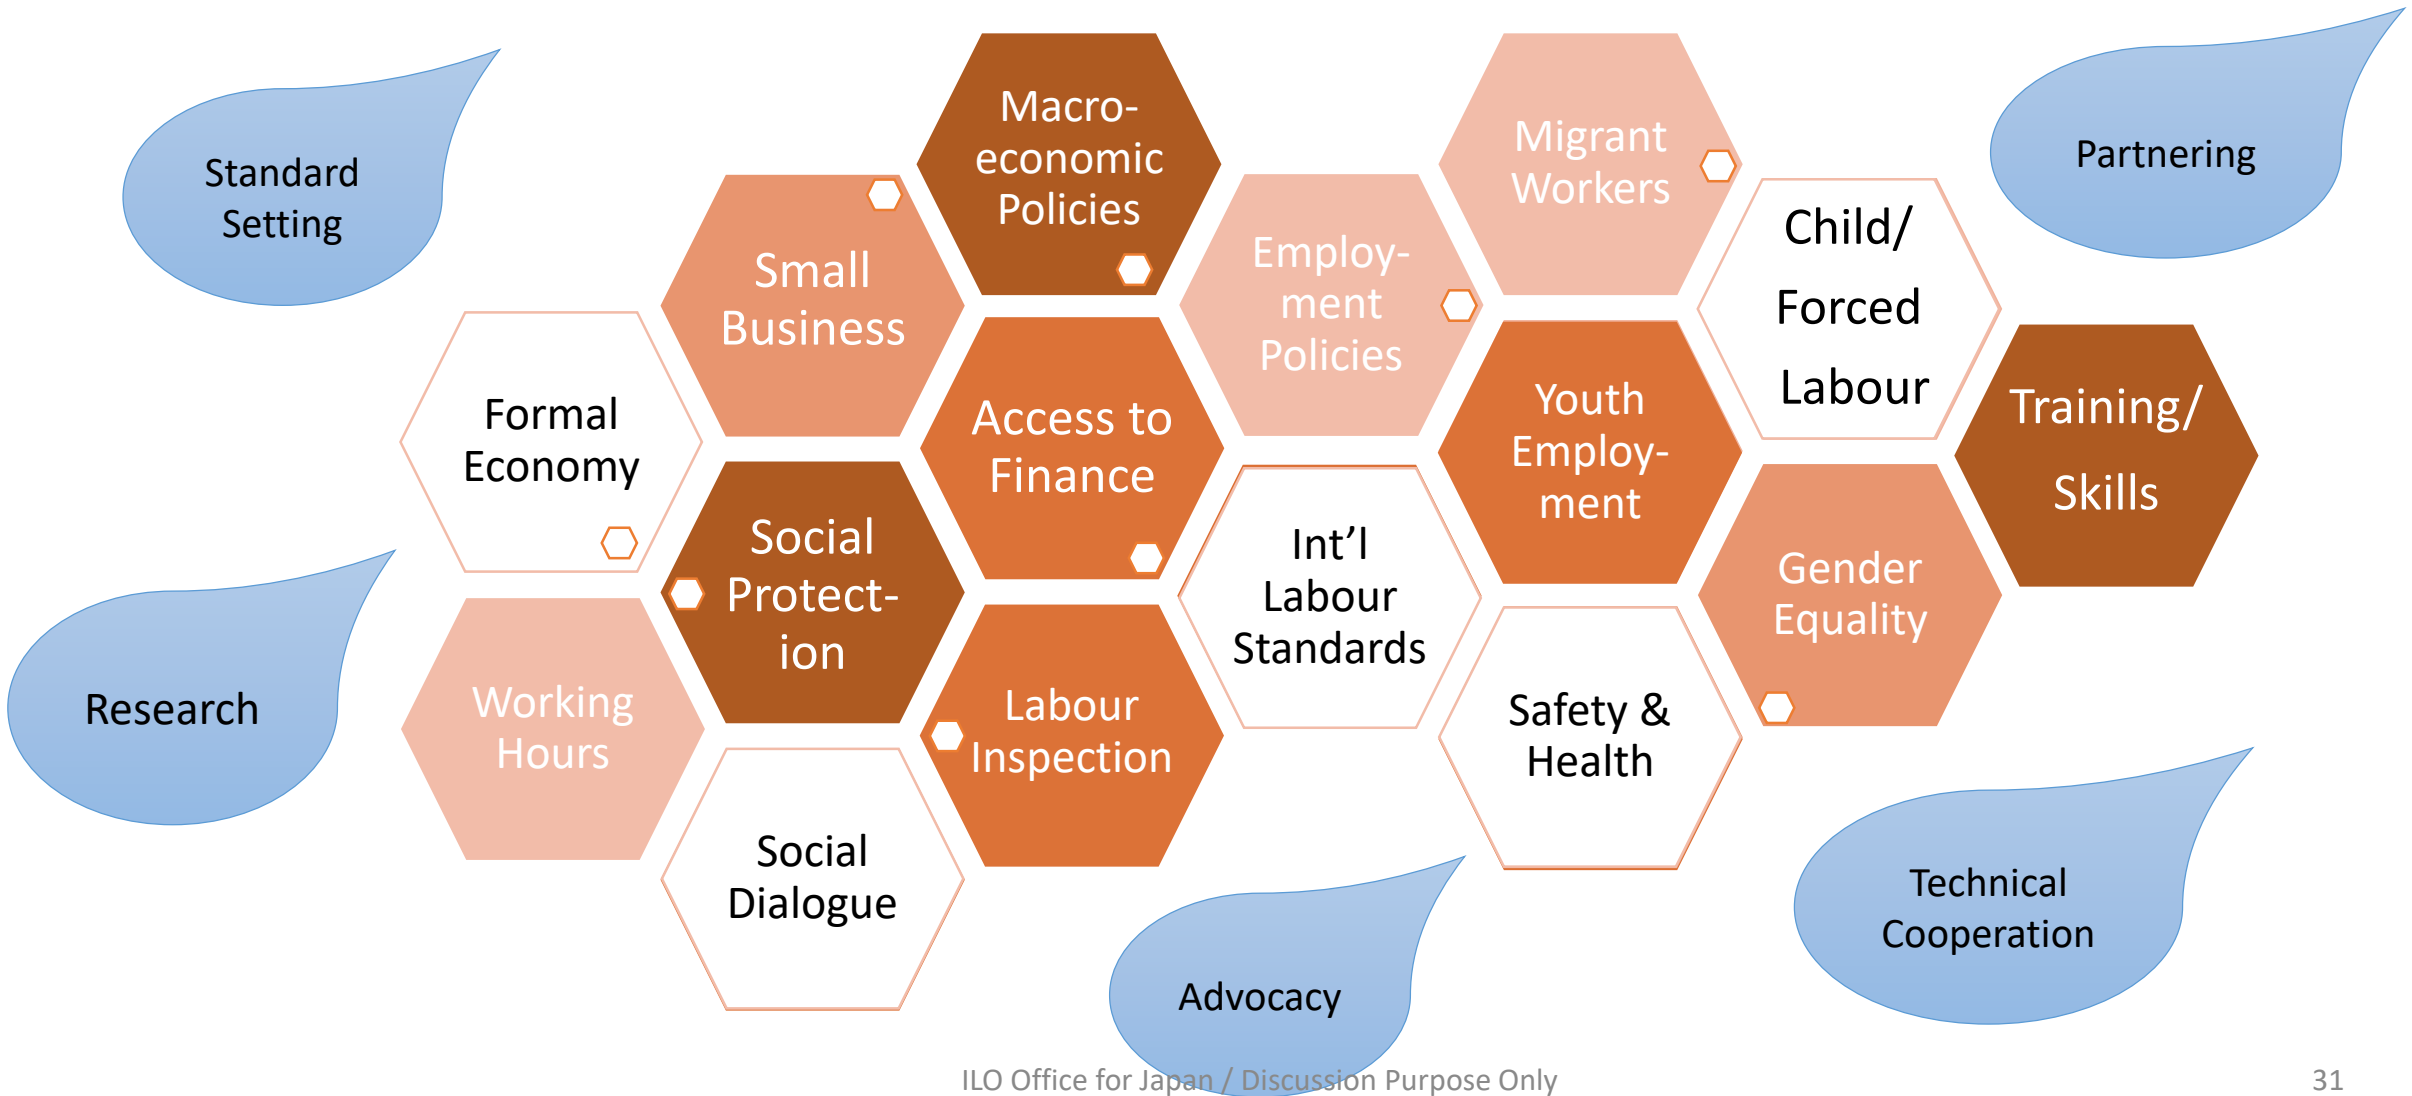 Standard
Setting
Macro-
economic
Policies
Migrant
Workers
Partnering
Small
Business
Employ-
ment
Policies
Child/
Forced
Labour
Formal
Economy
Access to
Finance
Youth
Employ-
ment
Training/
Skills
Social
Protect-
ion
Int’l
Labour
Standards
Gender
Equality
Research
Working
Hours
Labour
Inspection
Safety &
Health
Social
Dialogue
Technical
Cooperation
Advocacy
ILO Office for Japan / Discussion Purpose Only
31